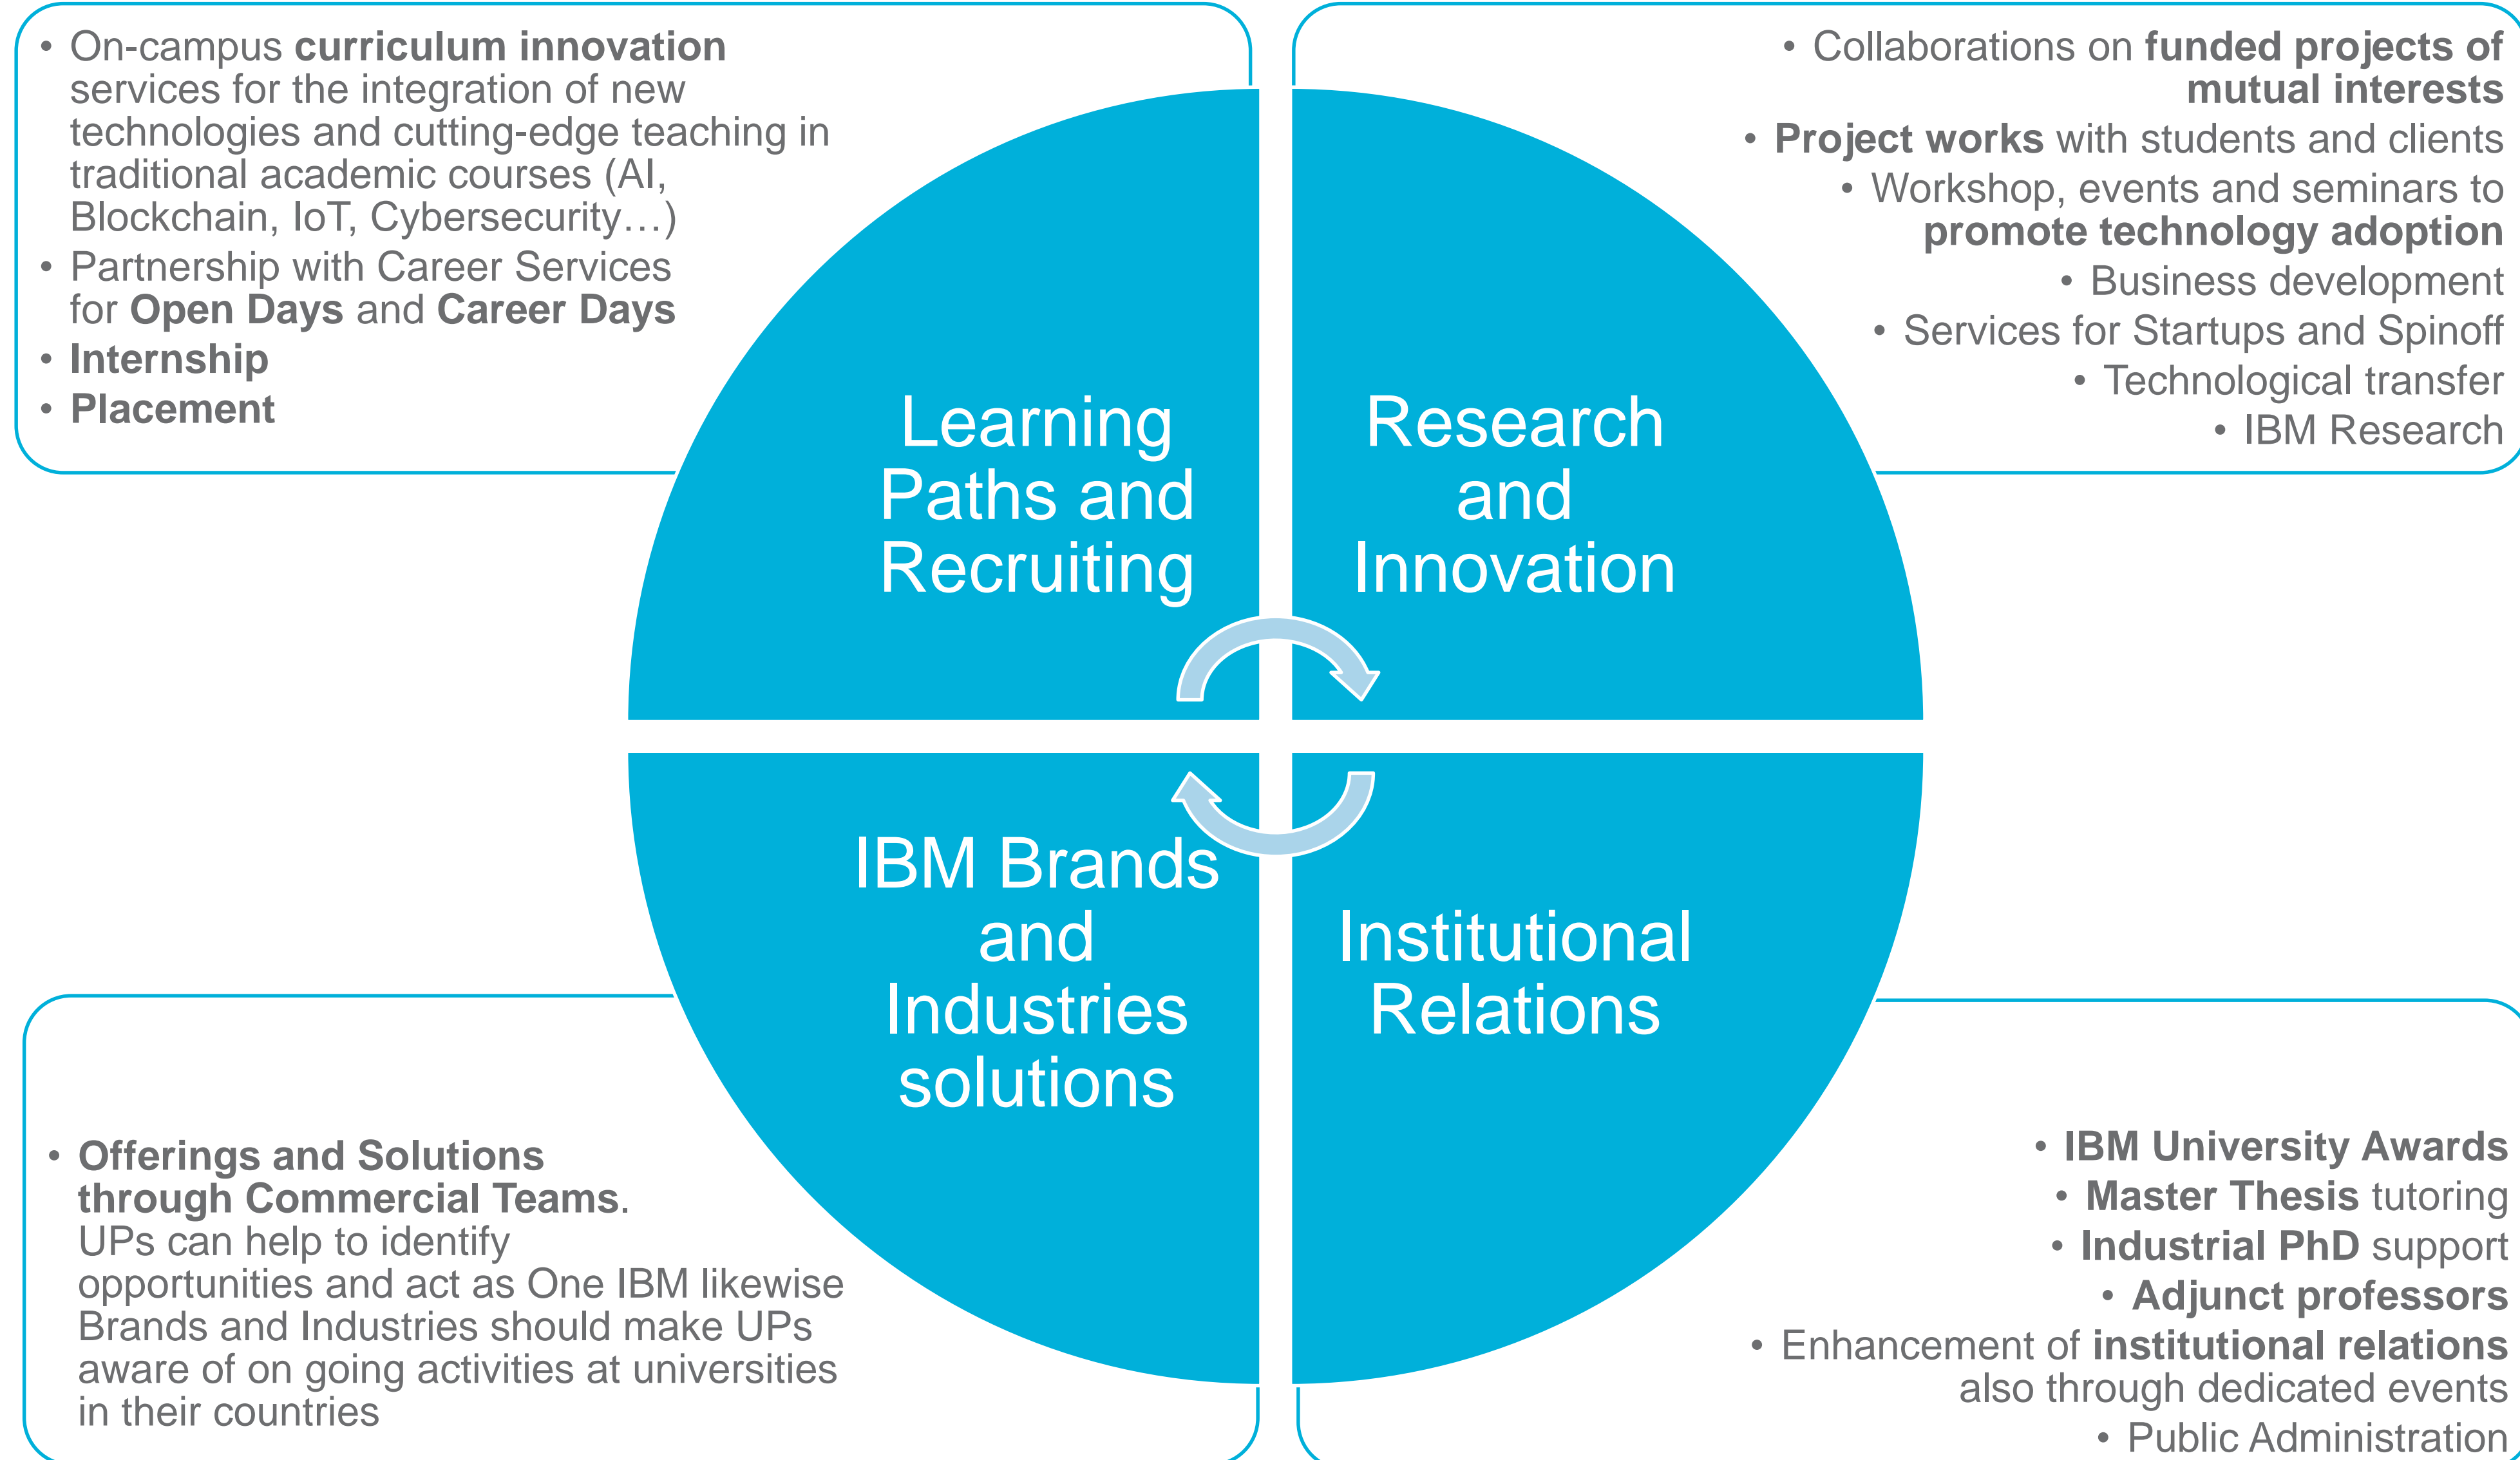 • On-campus curriculum innovation
services for the integration of new
technologies and cutting-edge teaching in
traditional academic courses (AI,
Blockchain, IoT, Cybersecurity…)
• Partnership with Career Services
for Open Days and Career Days
• Internship
• Placement
• Collaborations on funded projects of
mutual interests
• Project works with students and clients
• Workshop, events and seminars to
promote technology adoption
• Business development
• Services for Startups and Spinoff
• Technological transfer
• IBM Research
Learning
Paths and
Recruiting
Research
and
Innovation
IBM Brands
and
Industries
solutions
Institutional
Relations
• Offerings and Solutions
through Commercial Teams.
UPs can help to identify
opportunities and act as One IBM likewise
Brands and Industries should make UPs
aware of on going activities at universities
in their countries
• IBM University Awards
• Master Thesis tutoring
• Industrial PhD support
• Adjunct professors
• Enhancement of institutional relations
also through dedicated events
• Public Administration